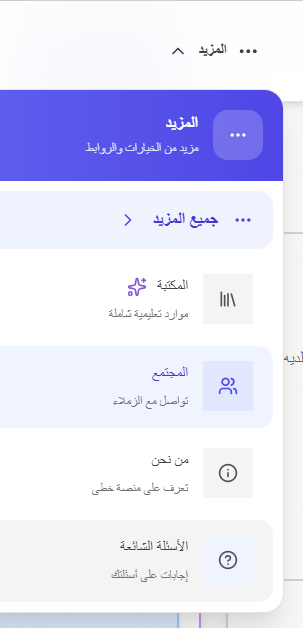 المزيد
المزيد
مزيد من الخيارات والروابط
جميع المزيد
المكتبة
موارد تعليمية شاملة
المجتمع
لديه
تواصل مع الزملاء
من نحن
تعرف على منصة خطى
الأسئلة الشائعة
إجابات على أسئلتك